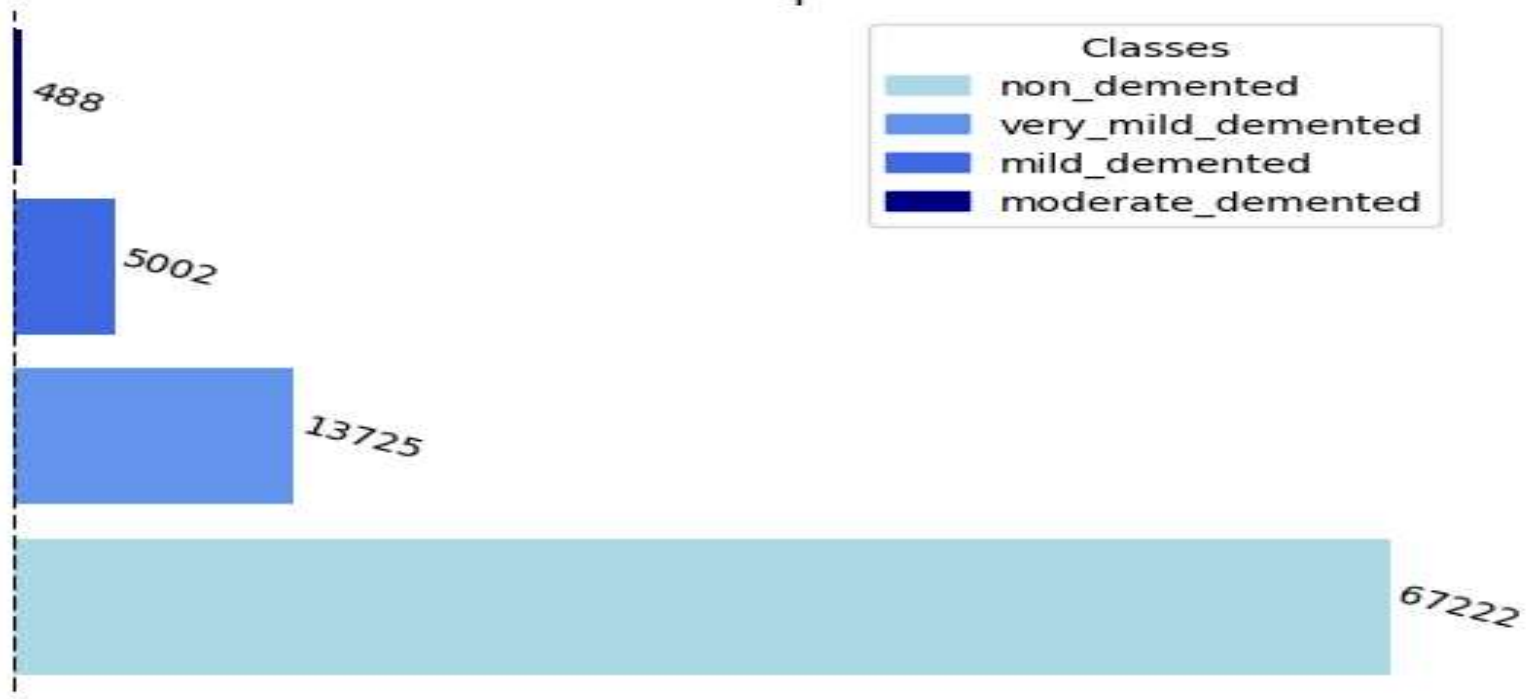 488
Classes
non_demented
very_mild_demented
mild_demented
moderate_demented
5002
13725
67222